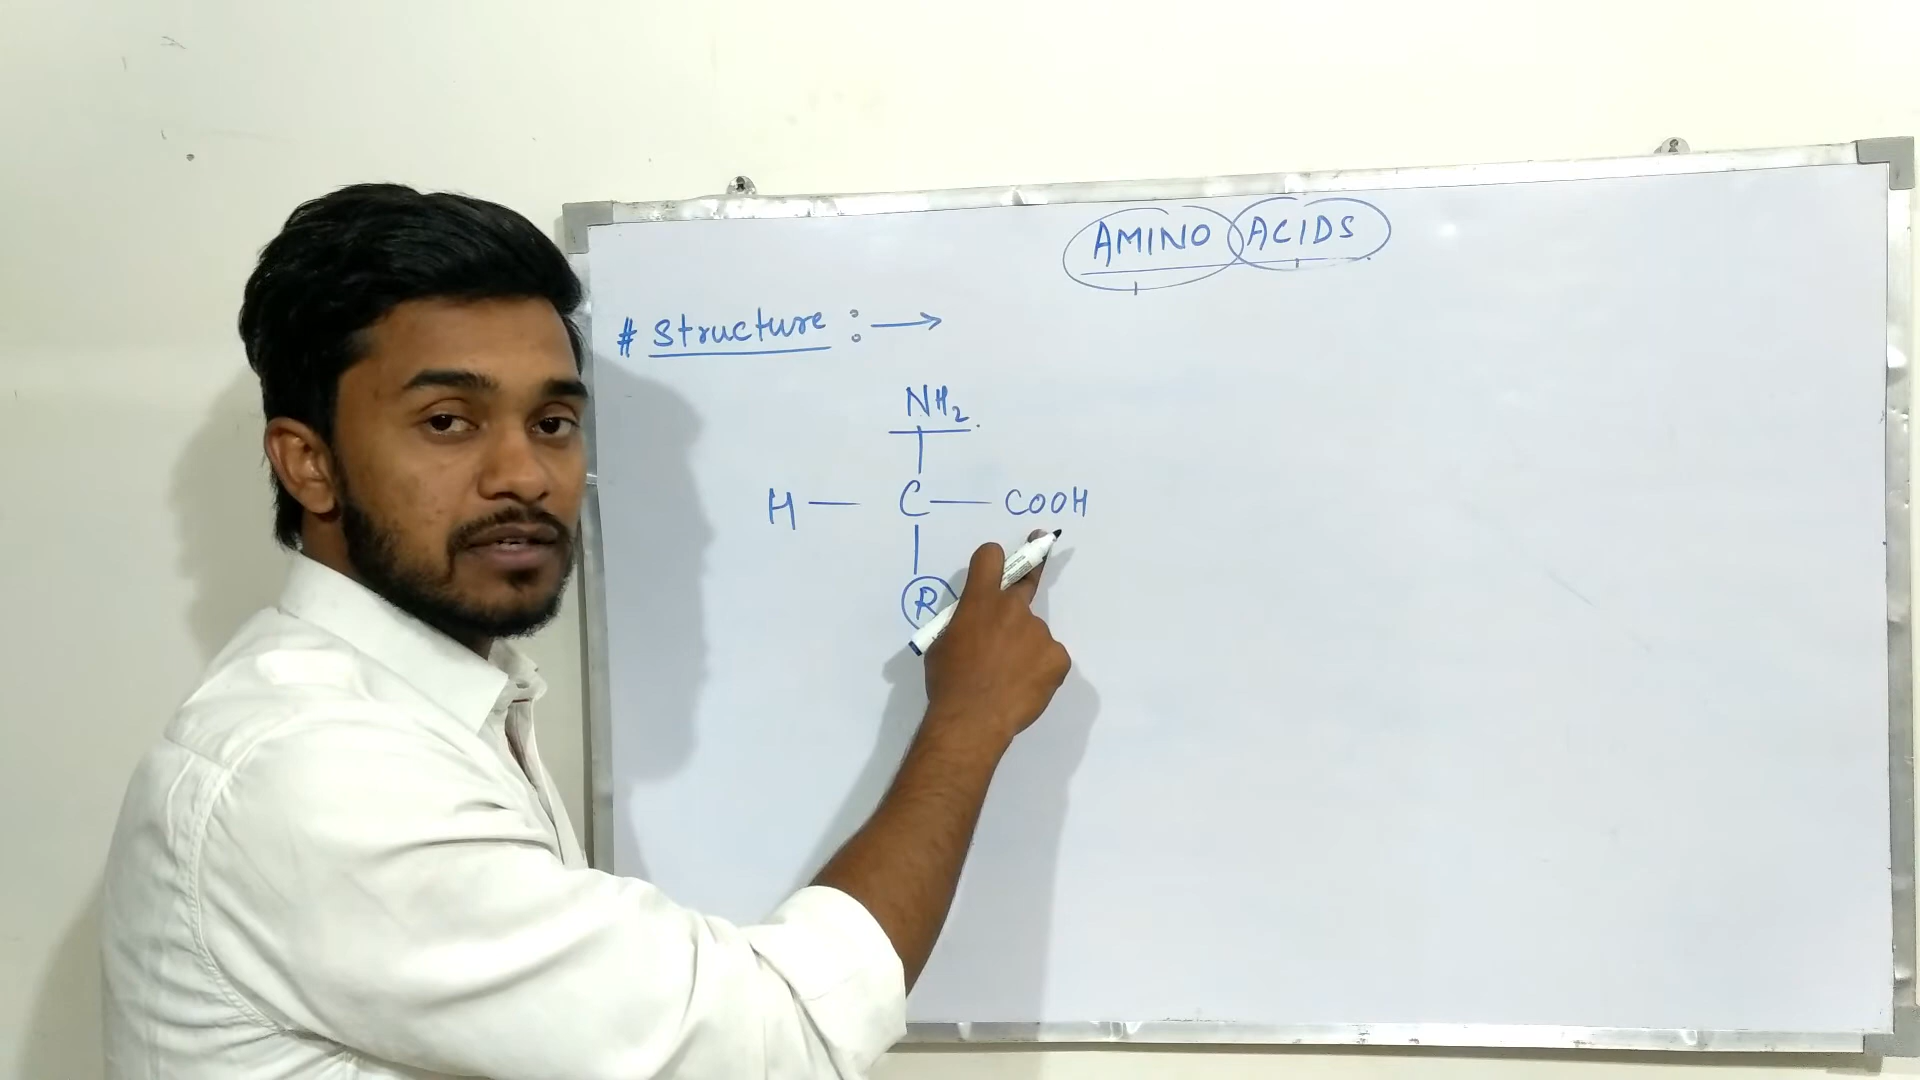 AMINO ACIDS
# Structure : →
NH2
H — C — COOH
R